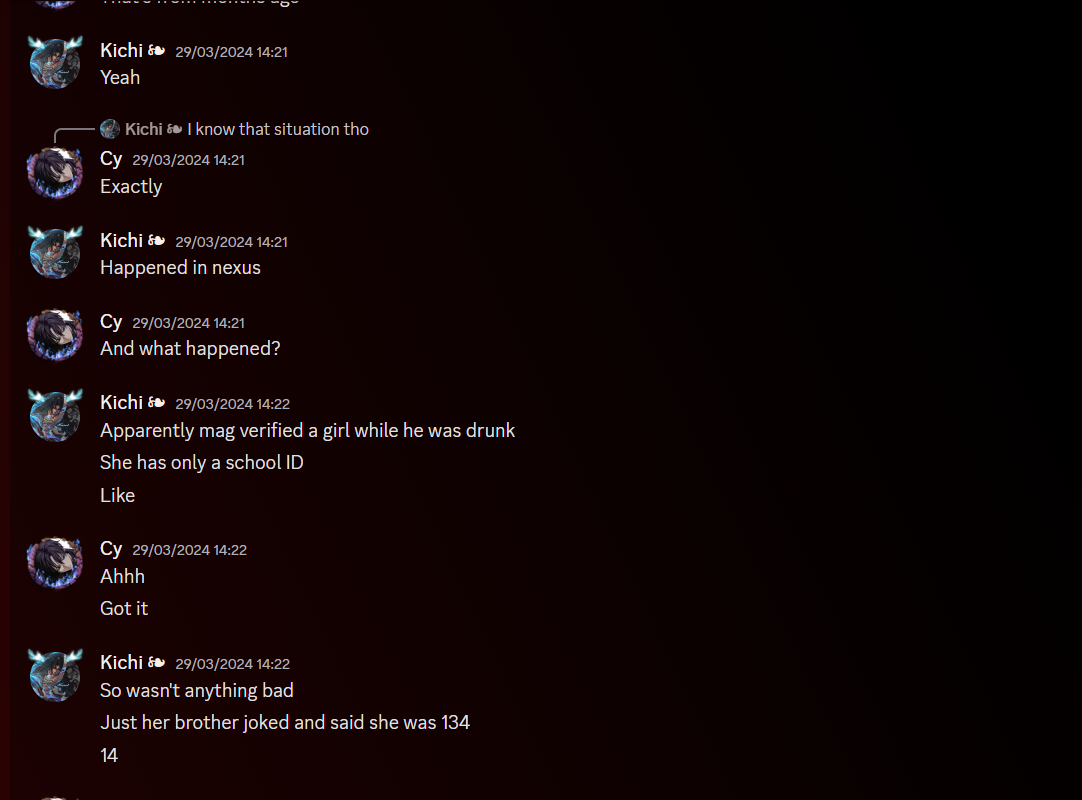 That's from months ago
Kichi ❧ 29/03/2024 14:21
Yeah
Kichi ❧ I know that situation tho
Cy 29/03/2024 14:21
Exactly
Kichi ❧ 29/03/2024 14:21
Happened in nexus
Cy 29/03/2024 14:21
And what happened?
Kichi ❧ 29/03/2024 14:22
Apparently mag verified a girl while he was drunk
She has only a school ID
Like
Cy 29/03/2024 14:22
Ahhh
Got it
Kichi ❧ 29/03/2024 14:22
So wasn't anything bad
Just her brother joked and said she was 134
14